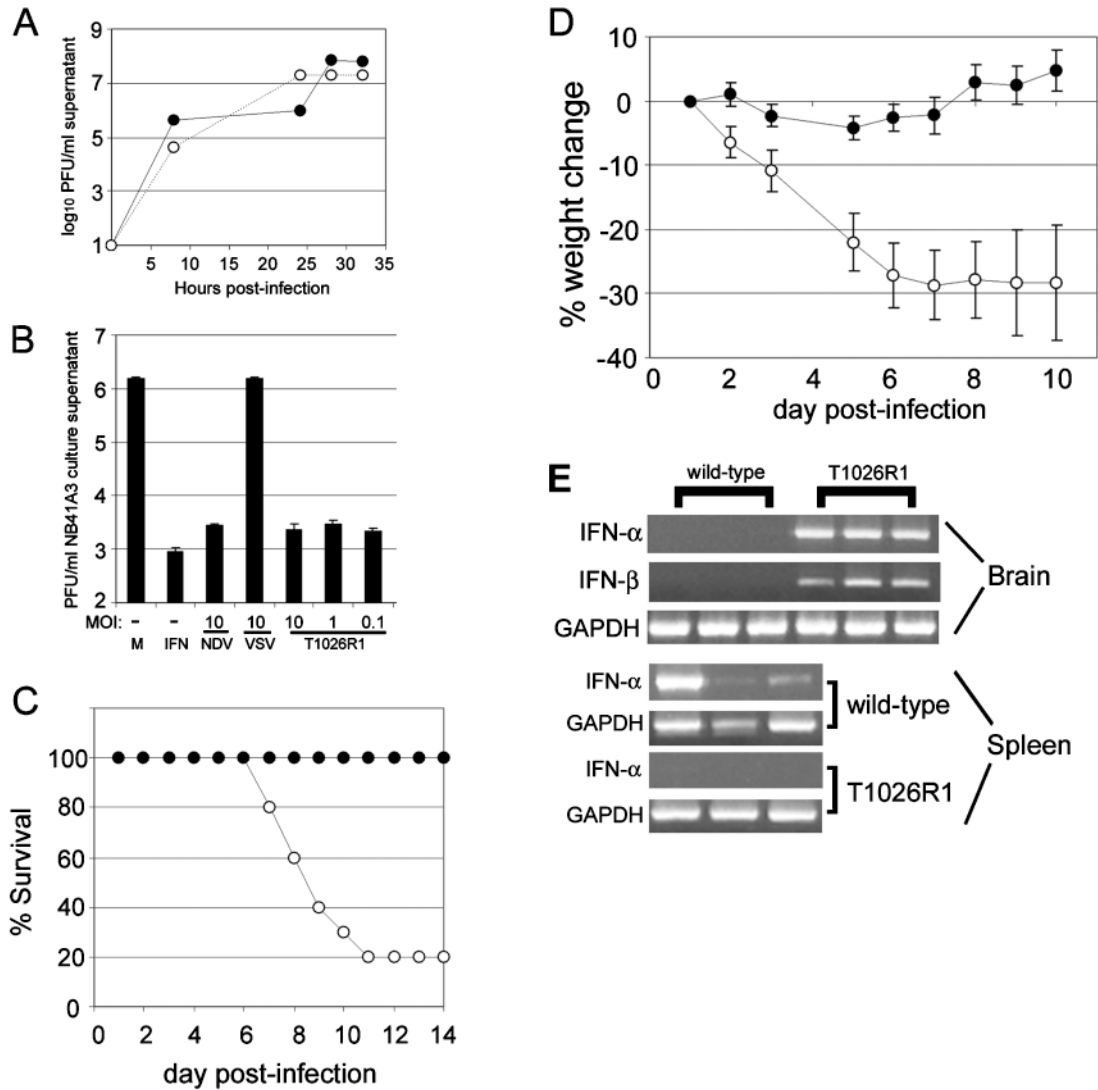 A
log10 PFU/ml supernatant
9
7
5
3
1
5 10 15 20 25 30 35
Hours post-infection
B
PFU/ml NB41A3 culture supernatant
7
6
5
4
3
2
MOI: - - 10 10 10 1 0.1
M IFN NDV VSV T1026R1
C
% Survival
100
80
60
40
20
0
0 2 4 6 8 10 12 14
day post-infection
D
% weight change
10
0
-10
-20
-30
-40
0 2 4 6 8 10
day post-infection
E
wild-type T1026R1
IFN-α
IFN-β
GAPDH
Brain
IFN-α
GAPDH
wild-type
IFN-α
GAPDH
T1026R1
Spleen